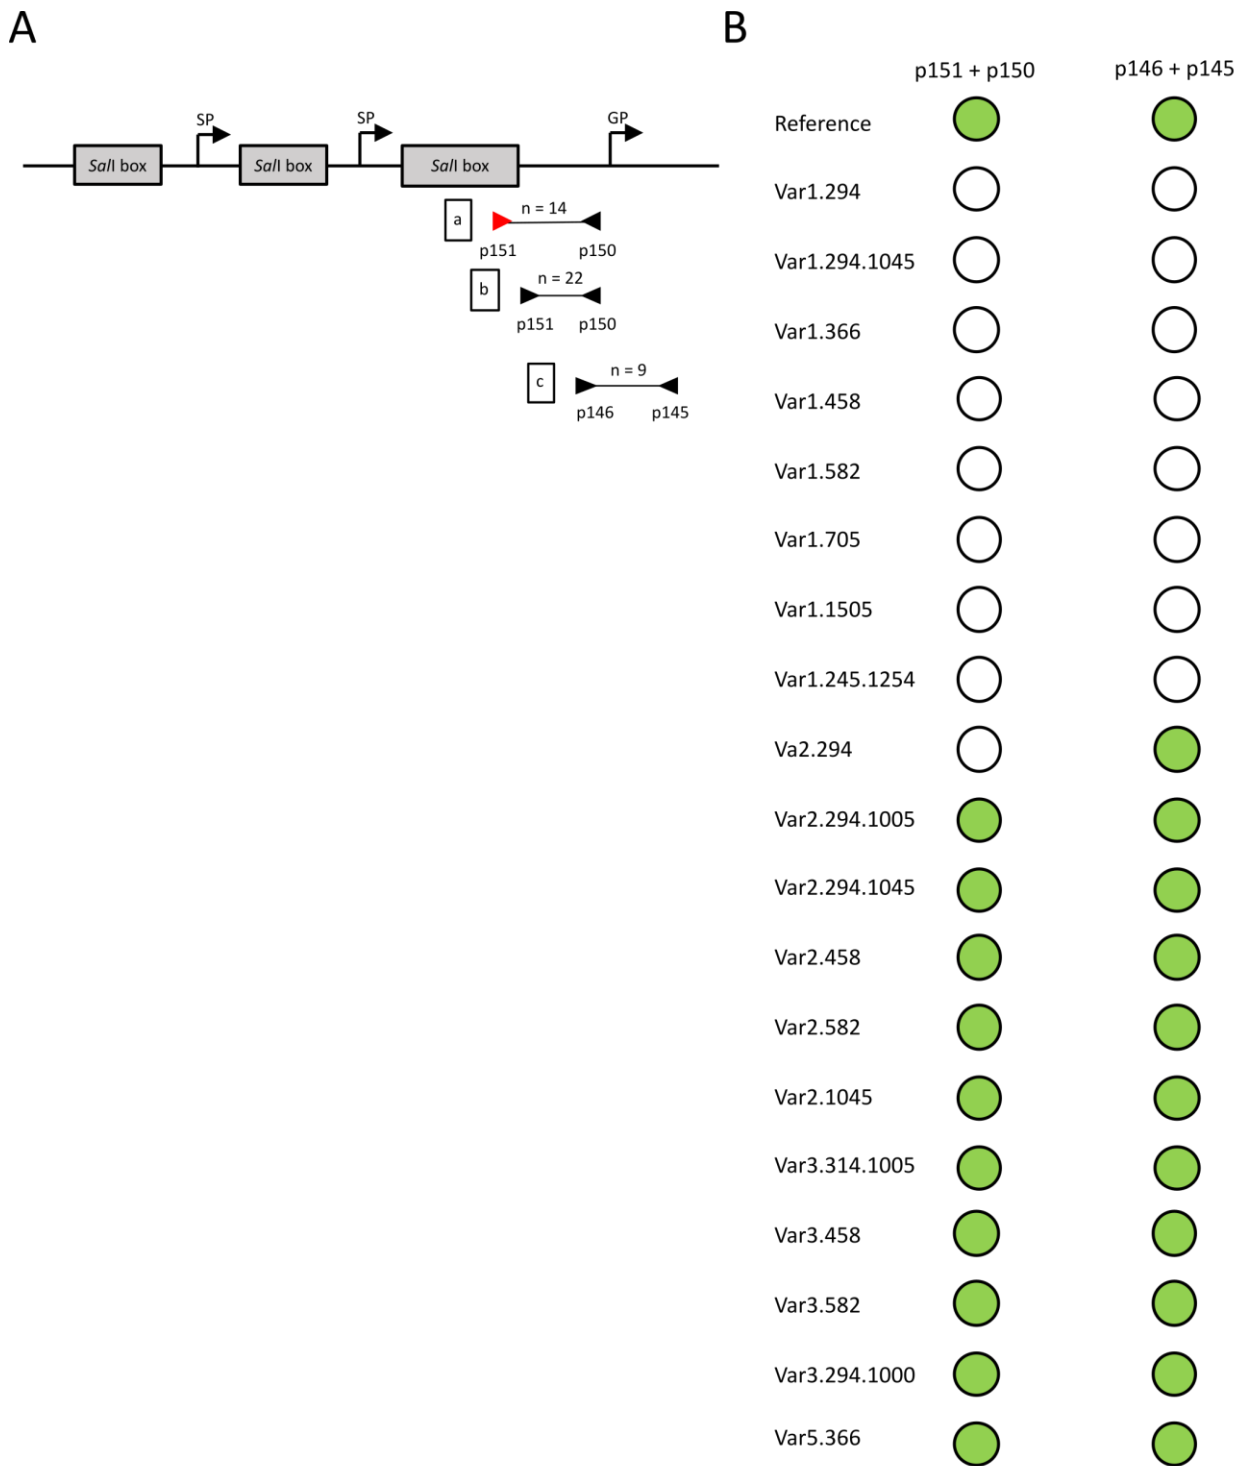 A
SP SP GP
SalI box SalI box SalI box
a n = 14
p151 p150
b n = 22
p151 p150
c n = 9
p146 p145
B
p151 + p150 p146 + p145
Reference
Var1.294
Var1.294.1045
Var1.366
Var1.458
Var1.582
Var1.705
Var1.1505
Var1.245.1254
Va2.294
Var2.294.1005
Var2.294.1045
Var2.458
Var2.582
Var2.1045
Var3.314.1005
Var3.458
Var3.582
Var3.294.1000
Var5.366